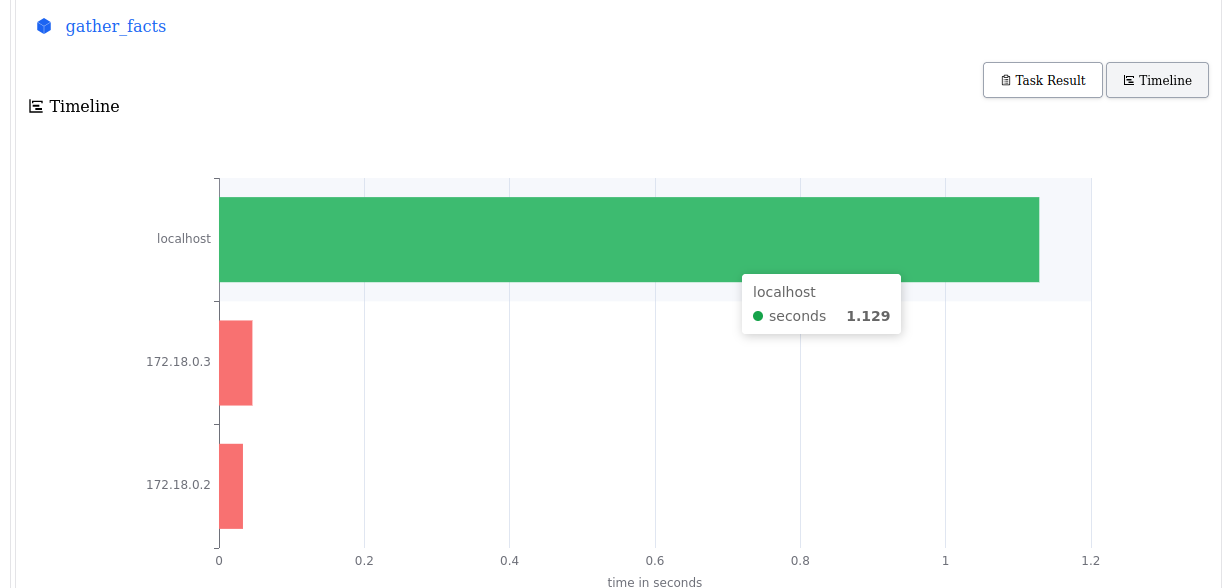 gather_facts
Task Result
Timeline
Timeline
localhost
localhost
seconds 1.129
172.18.0.3
172.18.0.2
0 0.2 0.4 0.6 0.8 1 1.2
time in seconds